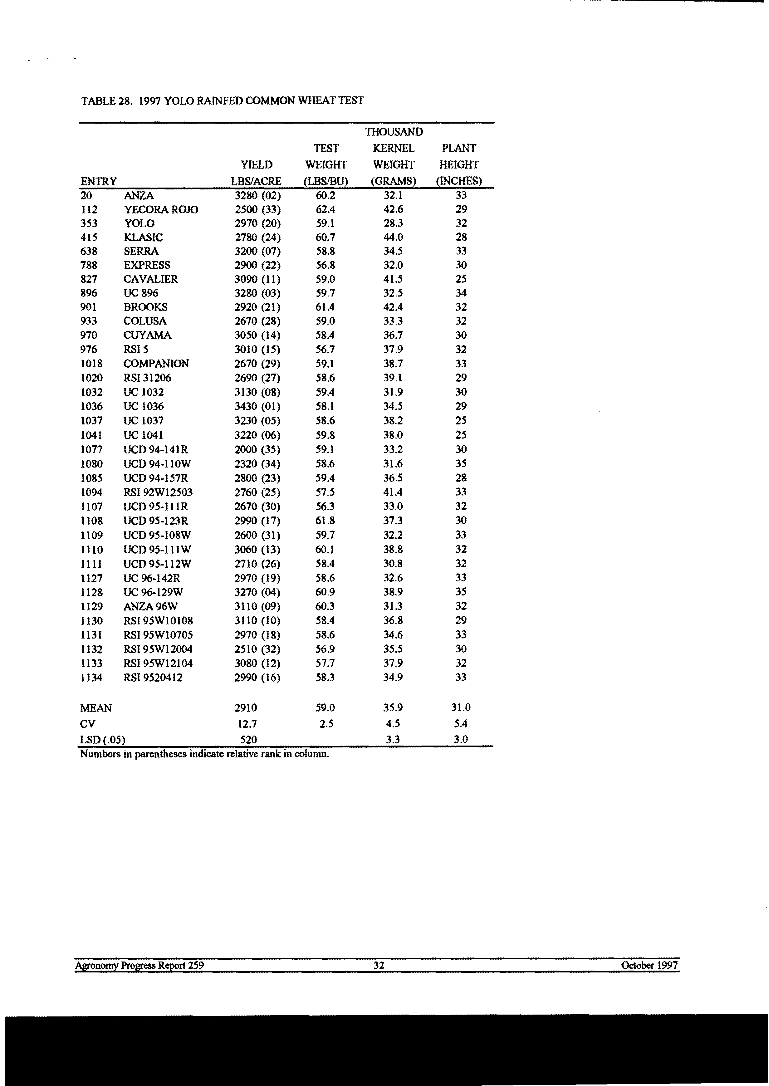 TABLE 28. 1997 YOLO RAINFED COMMON WHEAT TEST
THOUSAND
TEST KERNEL PLANT
YIELD WEIGHT WEIGHT HEIGHT
ENTRY LBS/ACRE (LBS/BU) (GRAMS) (INCHES)
20 ANZA 3280 (02) 60.2 32.1 33
112 YECORA ROJO 2500 (33) 62.4 42.6 29
353 YOLO 2970 (20) 59.1 28.3 32
415 KLASIC 2780 (24) 60.7 44.0 28
638 SERRA 3200 (07) 58.8 34.5 33
788 EXPRESS 2900 (22) 56.8 32.0 30
827 CAVALIER 3090 (11) 59.0 41.5 25
896 UC 896 3280 (03) 59.7 32.5 34
901 BROOKS 2920 (21) 61.4 42.4 32
933 COLUSA 2670 (28) 59.0 33.3 32
970 CUYAMA 3050 (14) 58.4 36.7 30
976 RSI 5 3010 (15) 56.7 37.9 32
1018 COMPANION 2670 (29) 59.1 38.7 33
1020 RSI 31206 2690 (27) 58.6 39.1 29
1032 UC 1032 3130 (08) 59.4 31.9 30
1036 UC 1036 3430 (01) 58.1 34.5 29
1037 UC 1037 3230 (05) 58.6 38.2 25
1041 UC 1041 3220 (06) 59.8 38.0 25
1077 UCD 94-141R 2000 (35) 59.1 33.2 30
1080 UCD 94-110W 2320 (34) 58.6 31.6 35
1085 UCD 94-157R 2800 (23) 59.4 36.5 28
1094 RSI 92W12503 2760 (25) 57.5 41.4 33
1107 UCD 95-111R 2670 (30) 56.3 33.0 32
1108 UCD 95-123R 2990 (17) 61.8 37.3 30
1109 UCD 95-108W 2600 (31) 59.7 32.2 33
1110 UCD 95-111W 3060 (13) 60.1 38.8 32
1111 UCD 95-112W 2710 (26) 58.4 30.8 32
1127 UC 96-142R 2970 (19) 58.6 32.6 33
1128 UC 96-129W 3270 (04) 60.9 38.9 35
1129 ANZA 96W 3110 (09) 60.3 31.3 32
1130 RSI 95W10108 3110 (10) 58.4 36.8 29
1131 RSI 95W10705 2970 (18) 58.6 34.6 33
1132 RSI 95W12004 2510 (32) 56.9 35.5 30
1133 RSI 95W12104 3080 (12) 57.7 37.9 32
1134 RSI 9520412 2990 (16) 58.3 34.9 33
MEAN 2910 59.0 35.9 31.0
CV 12.7 2.5 4.5 5.4
LSD (.05) 520 3.3 3.0
Numbers in parentheses indicate relative rank in column.
Agronomy Progress Report 259 32 October 1997